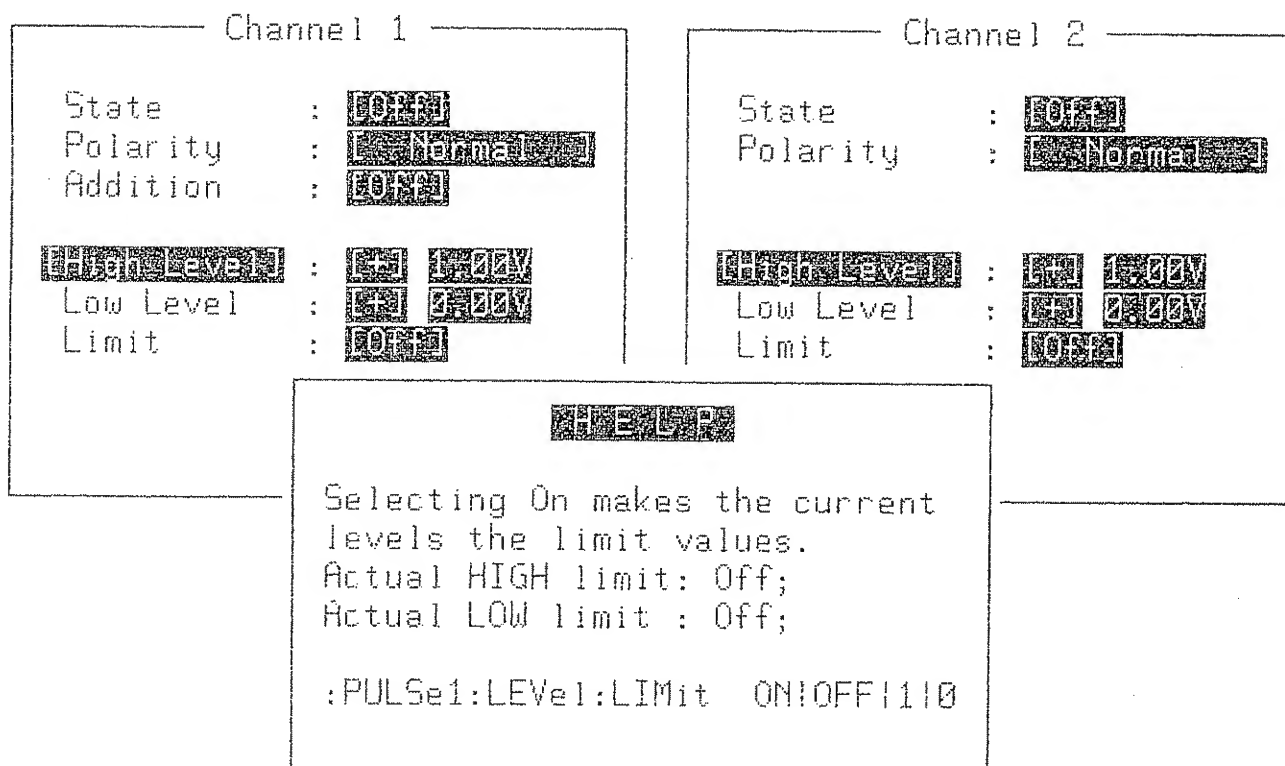 Channel 1
State : [Off]
Polarity : [ Normal ]
Addition : [Off]
[High Level] : [+] 1.00V
Low Level : [+] 0.00V
Limit : [Off]
Channel 2
State : [Off]
Polarity : [ Normal ]
[High Level] : [+] 1.00V
Low Level : [+] 0.00V
Limit : [Off]
H E L P
Selecting On makes the current
levels the limit values.
Actual HIGH limit: Off;
Actual LOW limit : Off;
:PULSe1:LEVel:LIMit ON|OFF|1|0